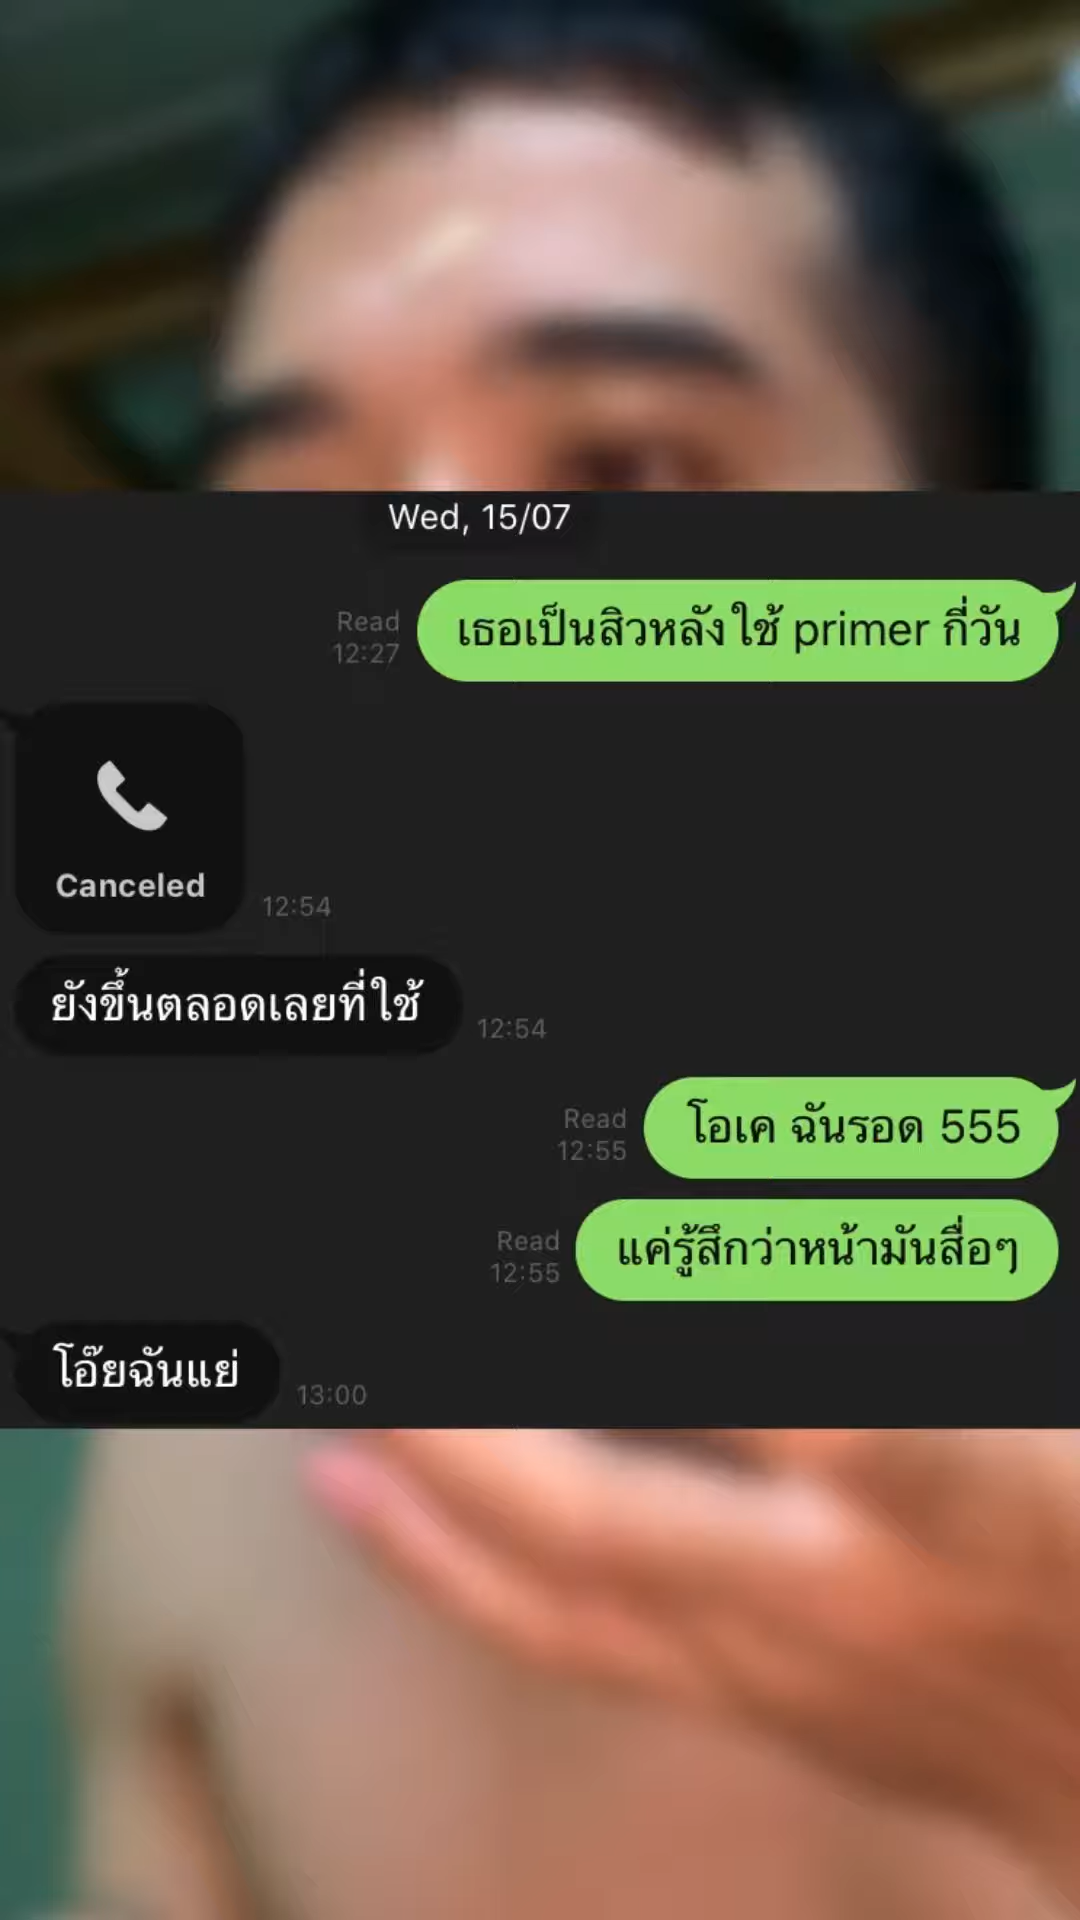 Wed, 15/07
เธอเป็นสิวหลังใช้ primer กี่วัน
Read
12:27
Canceled
12:54
ยังขึ้นตลอดเลยที่ใช้
12:54
โอเค ฉันรอด 555
Read
12:55
แค่รู้สึกว่าหน้ามันสื่อๆ
Read
12:55
โอ๊ยฉันแย่
13:00